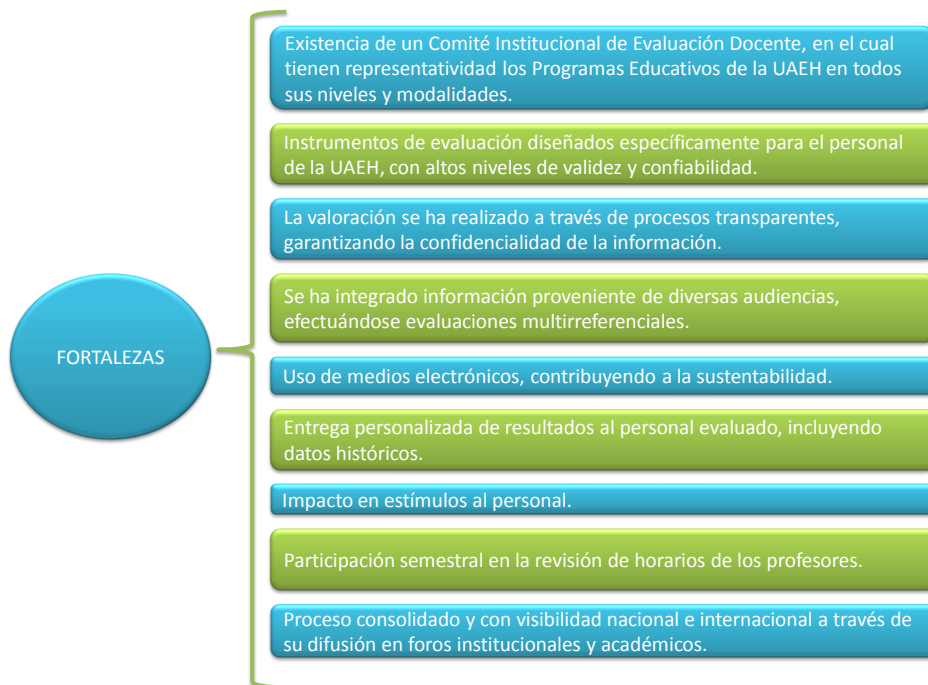 FORTALEZAS
Existencia de un Comité Institucional de Evaluación Docente, en el cual
tienen representatividad los Programas Educativos de la UAEH en todos
sus niveles y modalidades.
Instrumentos de evaluación diseñados específicamente para el personal
de la UAEH, con altos niveles de validez y confiabilidad.
La valoración se ha realizado a través de procesos transparentes,
garantizando la confidencialidad de la información.
Se ha integrado información proveniente de diversas audiencias,
efectuándose evaluaciones multirreferenciales.
Uso de medios electrónicos, contribuyendo a la sustentabilidad.
Entrega personalizada de resultados al personal evaluado, incluyendo
datos históricos.
Impacto en estímulos al personal.
Participación semestral en la revisión de horarios de los profesores.
Proceso consolidado y con visibilidad nacional e internacional a través de
su difusión en foros institucionales y académicos.